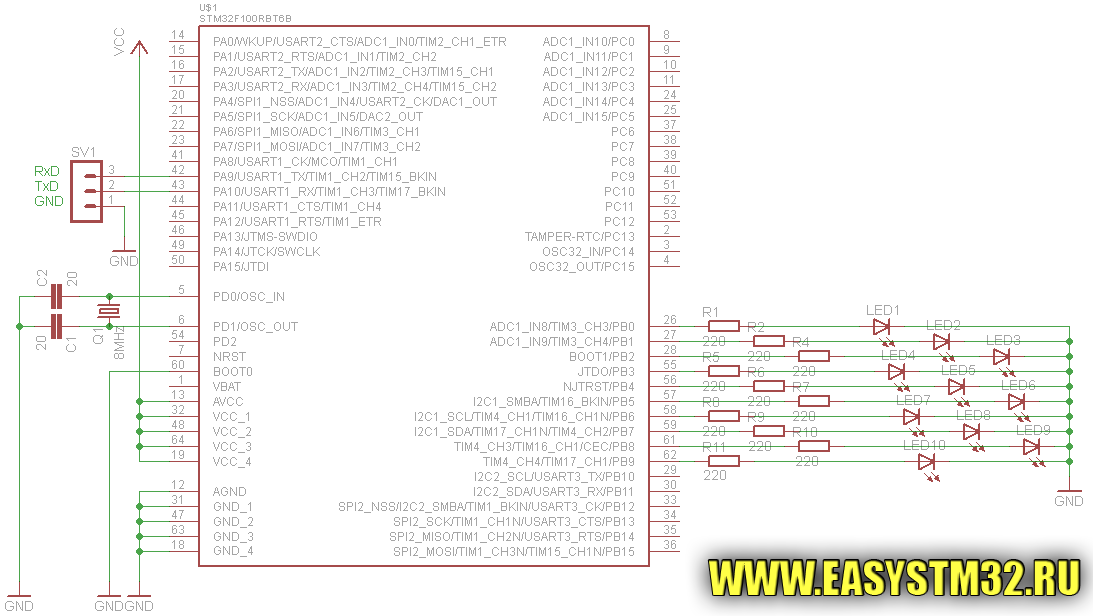 U$1
STM32F100RBT6B
VCC
14 PA0/WKUP/USART2_CTS/ADC1_IN0/TIM2_CH1_ETR ADC1_IN10/PC0 8
15 PA1/USART2_RTS/ADC1_IN1/TIM2_CH2 ADC1_IN11/PC1 9
16 PA2/USART2_TX/ADC1_IN2/TIM2_CH3/TIM15_CH1 ADC1_IN12/PC2 10
17 PA3/USART2_RX/ADC1_IN3/TIM2_CH4/TIM15_CH2 ADC1_IN13/PC3 11
20 PA4/SPI1_NSS/ADC1_IN4/USART2_CK/DAC1_OUT ADC1_IN14/PC4 24
21 PA5/SPI1_SCK/ADC1_IN5/DAC2_OUT ADC1_IN15/PC5 25
22 PA6/SPI1_MISO/ADC1_IN6/TIM3_CH1 PC6 37
23 PA7/SPI1_MOSI/ADC1_IN7/TIM3_CH2 PC7 38
41 PA8/USART1_CK/MCO/TIM1_CH1 PC8 39
42 PA9/USART1_TX/TIM1_CH2/TIM15_BKIN PC9 40
43 PA10/USART1_RX/TIM1_CH3/TIM17_BKIN PC10 51
44 PA11/USART1_CTS/TIM1_CH4 PC11 52
45 PA12/USART1_RTS/TIM1_ETR PC12 53
46 PA13/JTMS-SWDIO TAMPER-RTC/PC13 2
49 PA14/JTCK/SWCLK OSC32_IN/PC14 3
50 PA15/JTDI OSC32_OUT/PC15 4
SV1
RxD 3
TxD 2
GND 1
GND
C2 20
5 PD0/OSC_IN
6 PD1/OSC_OUT ADC1_IN8/TIM3_CH3/PB0 26
20 C1
Q1 8MHz
54 PD2 ADC1_IN9/TIM3_CH4/PB1 27
7 NRST BOOT1/PB2 28
60 BOOT0 JTDO/PB3 55
1 VBAT NJTRST/PB4 56
13 AVCC I2C1_SMBA/TIM16_BKIN/PB5 57
32 VCC_1 I2C1_SCL/TIM4_CH1/TIM16_CH1N/PB6 58
48 VCC_2 I2C1_SDA/TIM17_CH1N/TIM4_CH2/PB7 59
64 VCC_3 TIM4_CH3/TIM16_CH1/CEC/PB8 61
19 VCC_4 TIM4_CH4/TIM17_CH1/PB9 62
I2C2_SCL/USART3_TX/PB10 29
12 AGND I2C2_SDA/USART3_RX/PB11 30
31 GND_1 SPI2_NSS/I2C2_SMBA/TIM1_BKIN/USART3_CK/PB12 33
47 GND_2 SPI2_SCK/TIM1_CH1N/USART3_CTS/PB13 34
63 GND_3 SPI2_MISO/TIM1_CH2N/USART3_RTS/PB14 35
18 GND_4 SPI2_MOSI/TIM1_CH3N/TIM15_CH1N/PB15 36
R1 LED1
R2 LED2
220 R4 LED3
R5 220 LED4
R6 220 LED5
220 R7 LED6
R8 220 LED7
R9 220 LED8
220 R10 LED9
R11 220 LED10
220
220
GND
GND
GND
GND
WWW.EASYSTM32.RU